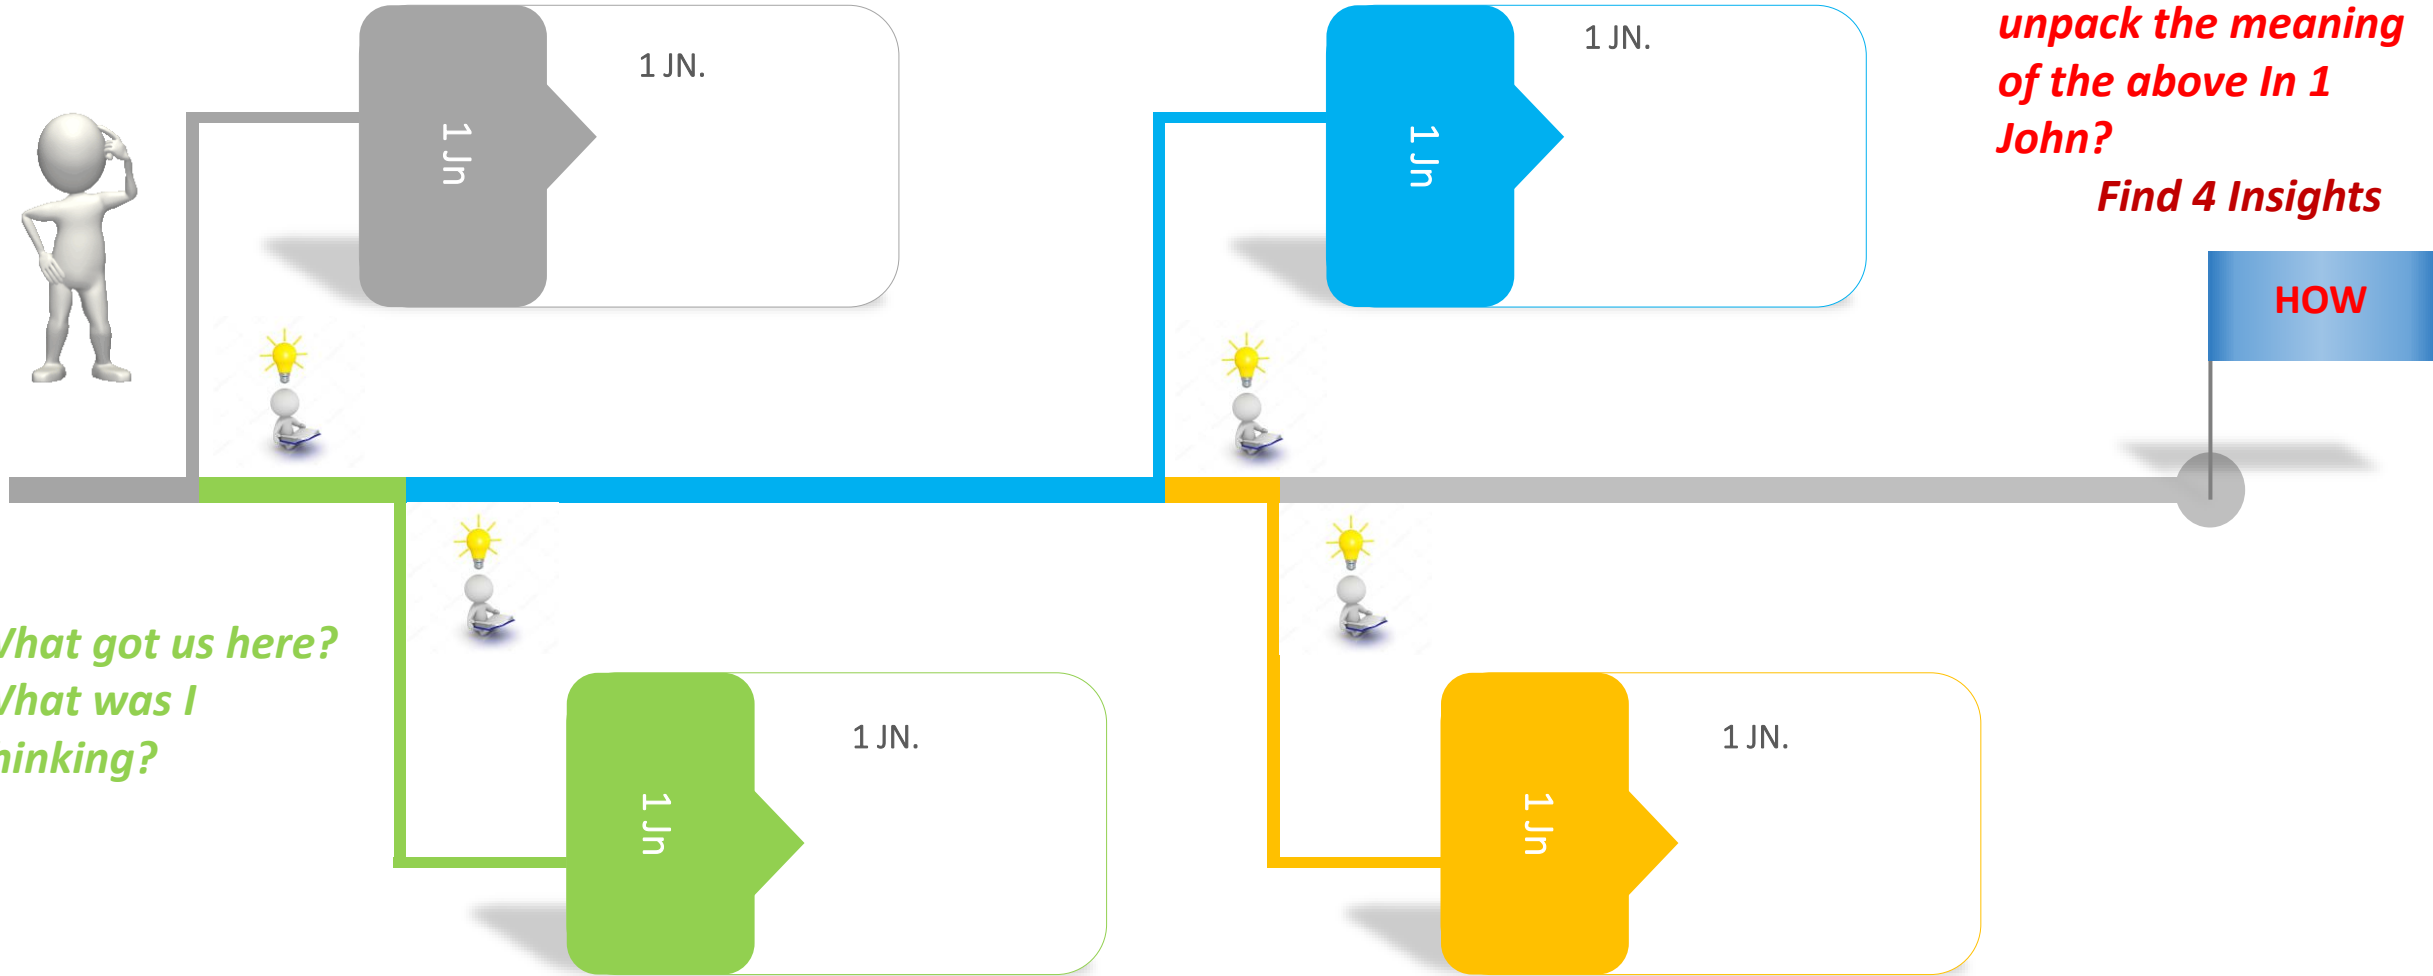 unpack the meaning
of the above In 1
John?
Find 4 Insights
1 JN.
1 Jn
1 JN.
1 Jn
HOW
hat got us here?
hat was I
inking?
1 JN.
1 Jn
1 JN.
1 Jn